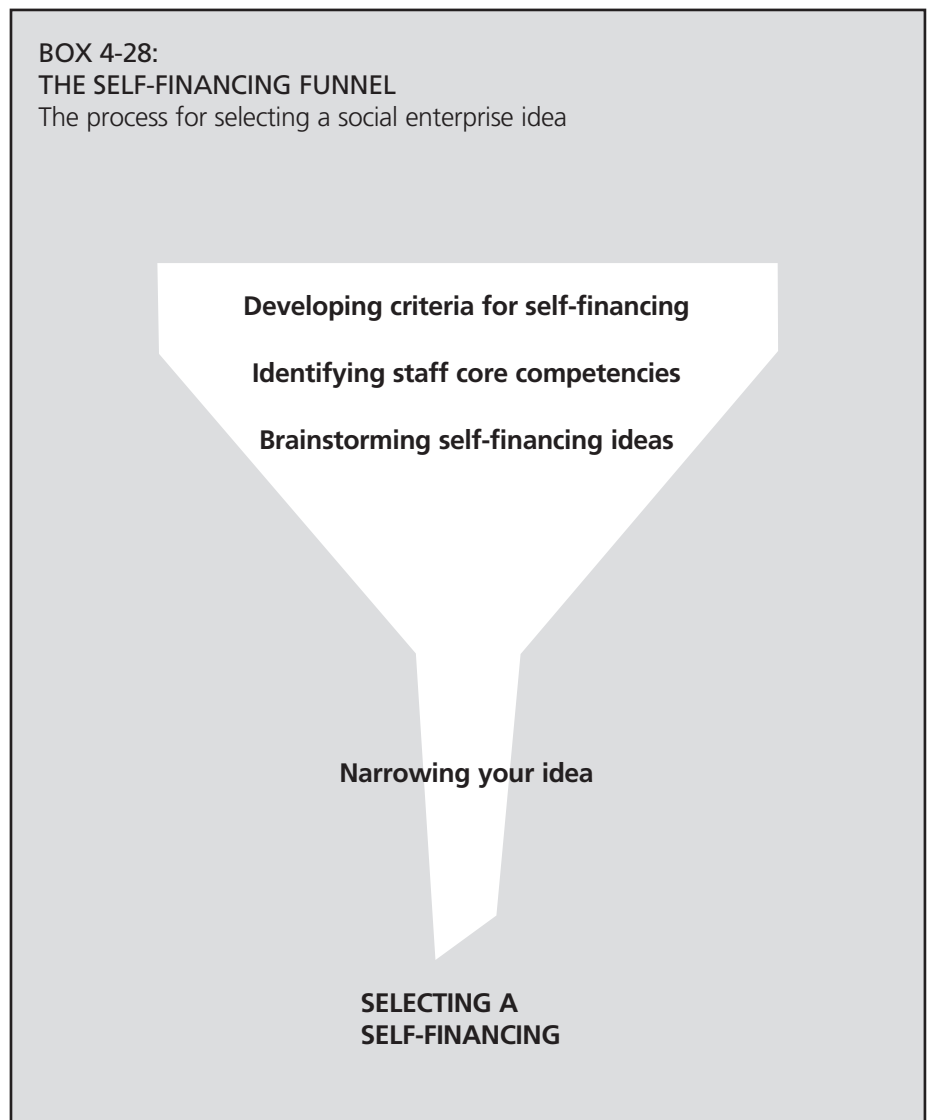 BOX 4-28:
THE SELF-FINANCING FUNNEL
The process for selecting a social enterprise idea
Developing criteria for self-financing
Identifying staff core competencies
Brainstorming self-financing ideas
Narrowing your idea
SELECTING A
SELF-FINANCING